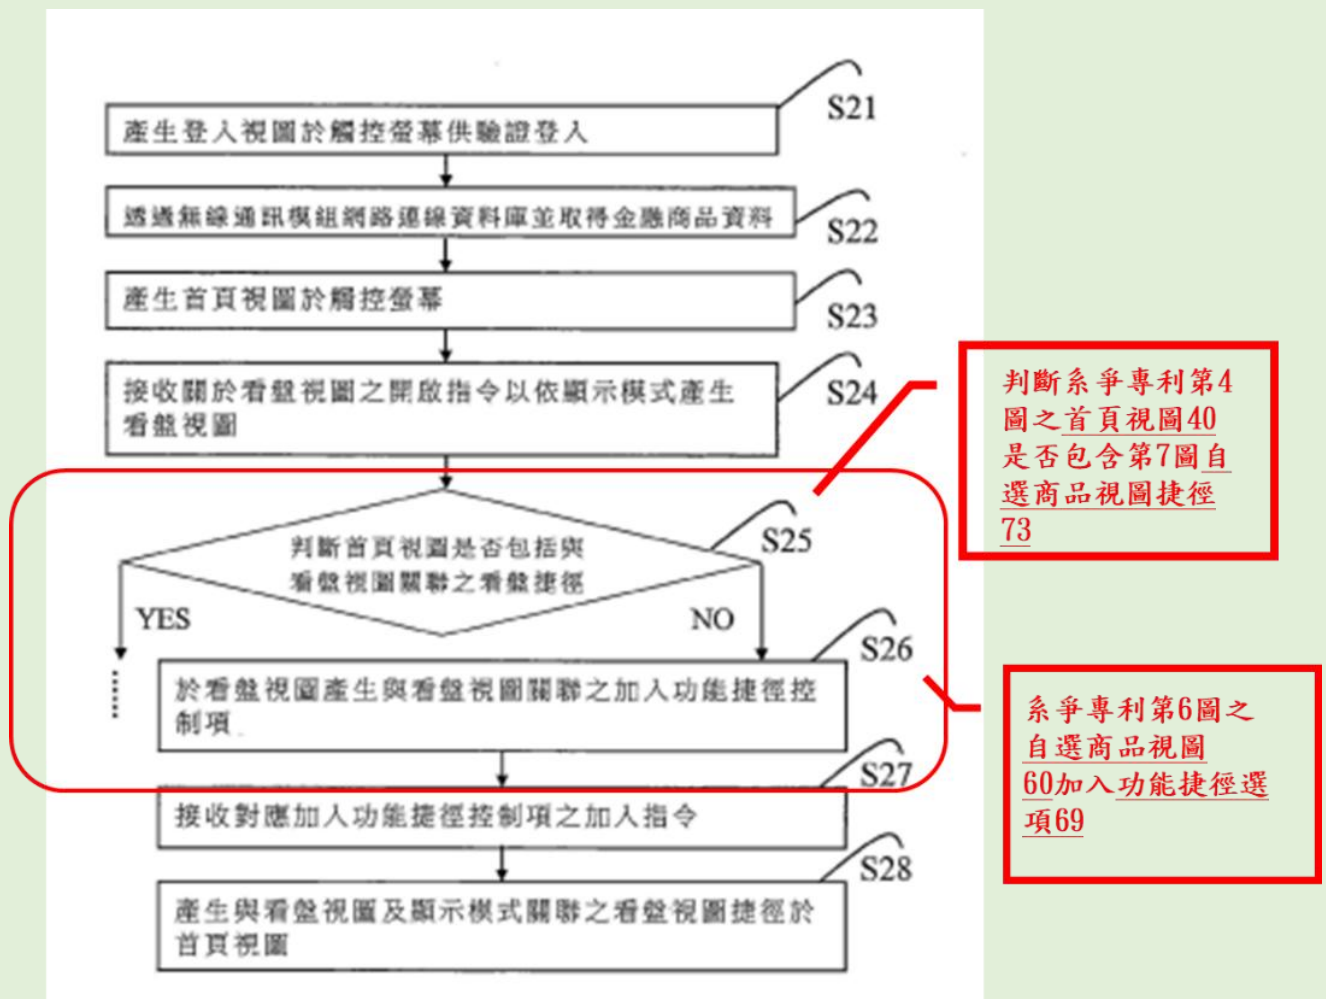 S21
產生登入視圖於觸控螢幕供驗證登入
透過無線通訊模組網路連線資料庫並取得金融商品資料
S22
產生首頁視圖於觸控螢幕
S23
接收關於看盤視圖之開啟指令以依顯示模式產生
看盤視圖
S24
判斷系爭專利第4
圖之首頁視圖40
是否包含第7圖自
選商品視圖捷徑
73
判斷首頁視圖是否包括與
看盤視圖關聯之看盤捷徑
S25
YES
NO
S26
於看盤視圖產生與看盤視圖關聯之加入功能捷徑控
制項
系爭專利第6圖之
自選商品視圖
60加入功能捷徑選
項69
S27
接收對應加入功能捷徑控制項之加入指令
S28
產生與看盤視圖及顯示模式關聯之看盤視圖捷徑於
首頁視圖